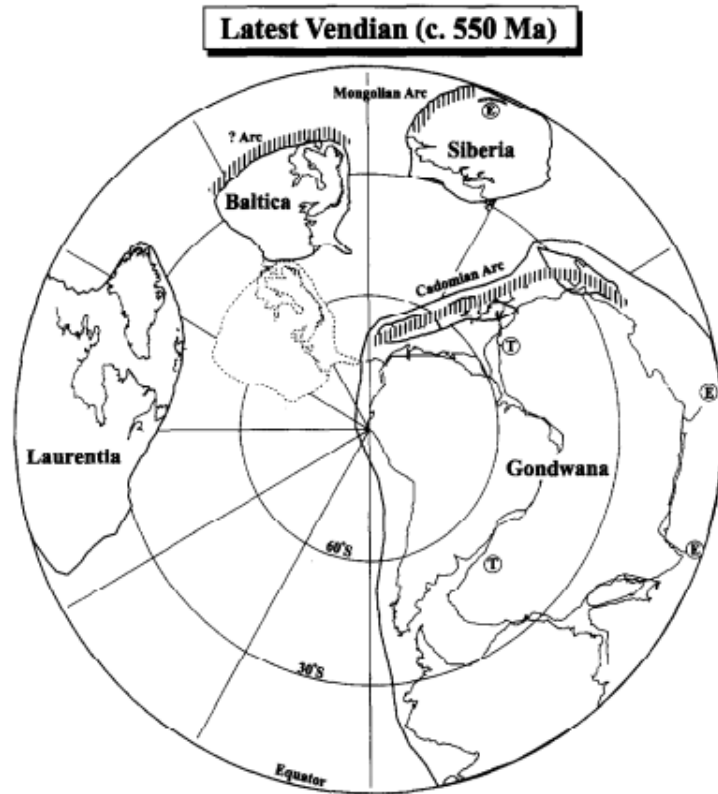 Latest Vendian (c. 550 Ma)
Mongolian Arc
E
? Arc
Siberia
Baltica
Cadomian Arc
T
E
Laurentia
Gondwana
E
60°S
T
30°S
Equator